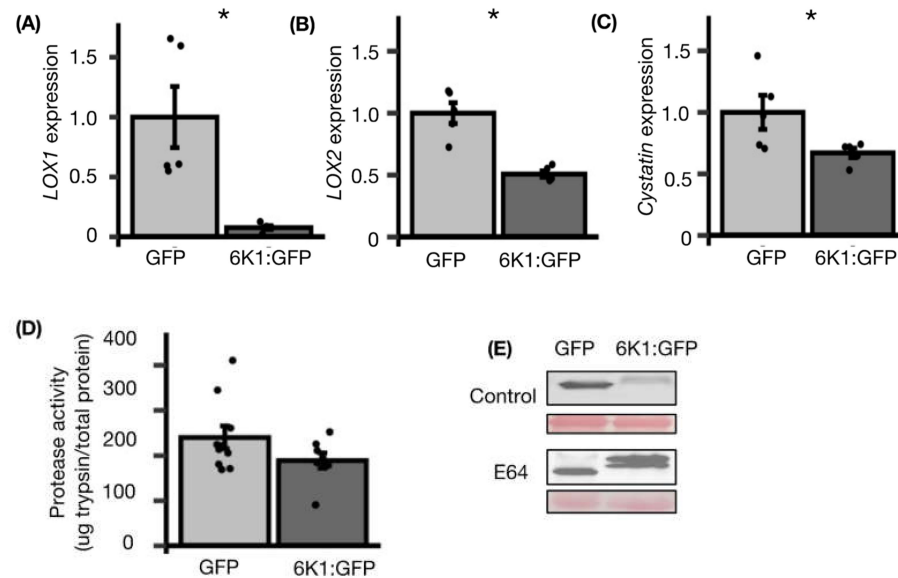 (A)
*
LOX1 expression
1.5
1.0
0.5
0
GFP
6K1:GFP
(B)
*
LOX2 expression
1.5
1.0
0.5
0
GFP
6K1:GFP
(C)
*
Cystatin expression
1.5
1.0
0.5
0
GFP
6K1:GFP
(D)
Protease activity
(ug trypsin/total protein)
400
300
200
100
0
GFP
6K1:GFP
(E)
GFP 6K1:GFP
Control
E64